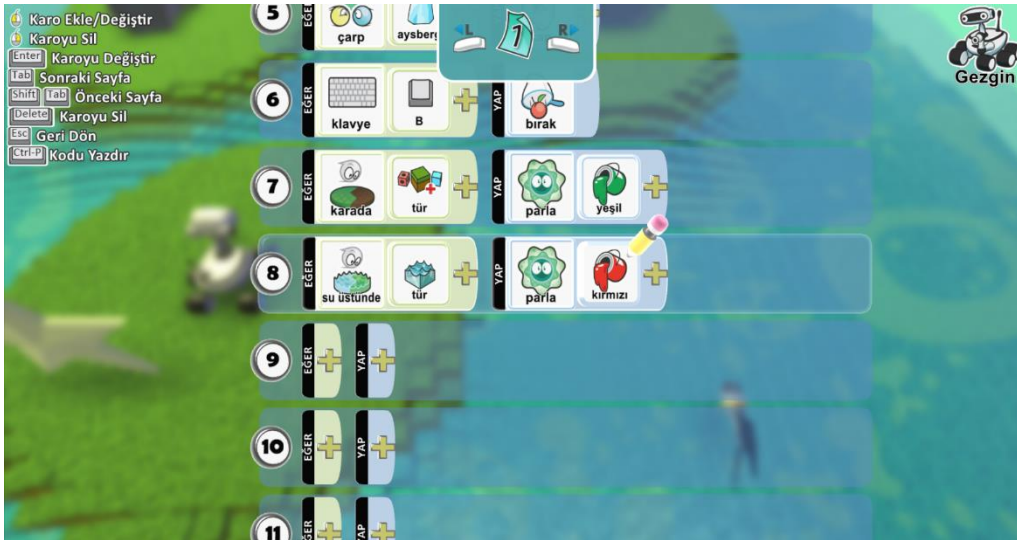 Karo Ekle/Değiştir
Karoyu Sil
Enter Karoyu Değiştir
Tab Sonraki Sayfa
Shift Tab Önceki Sayfa
Delete Karoyu Sil
Esc Geri Dön
Ctrl-P Kodu Yazdır
L 1 R
Gezgin
5 çarp
6 EĞER klavye B YAP bırak
7 EĞER karada tür YAP parla yeşil
8 EĞER su üstünde tür YAP parla kırmızı
9 EĞER YAP
10 EĞER YAP
11